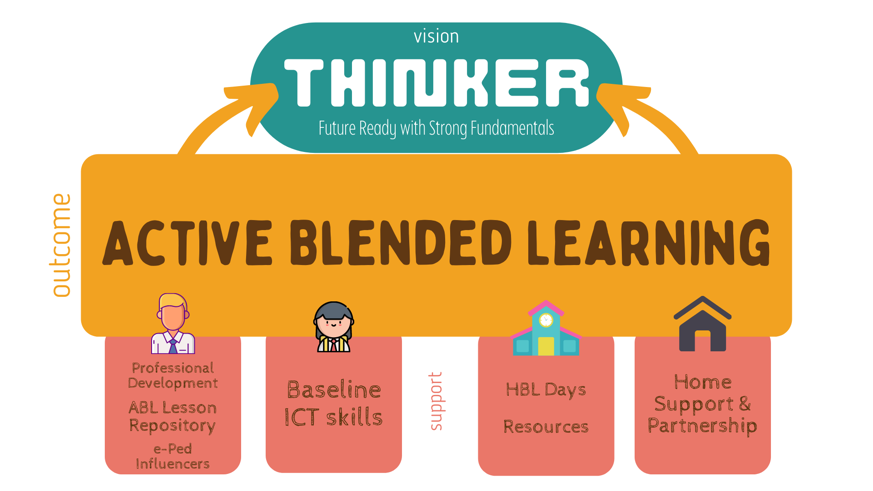 vision
THINKER
Future Ready with Strong Fundamentals
outcome
ACTIVE BLENDED LEARNING
Professional
Development
ABL Lesson
Repository
e-Ped
Influencers
Baseline
ICT skills
support
HBL Days
Resources
Home
Support &
Partnership